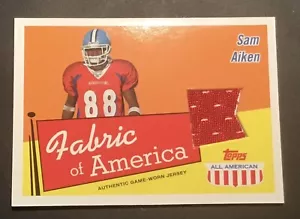 Sam
Aiken
88
Fabric
of America
AUTHENTIC GAME-WORN JERSEY
Topps
ALL AMERICAN